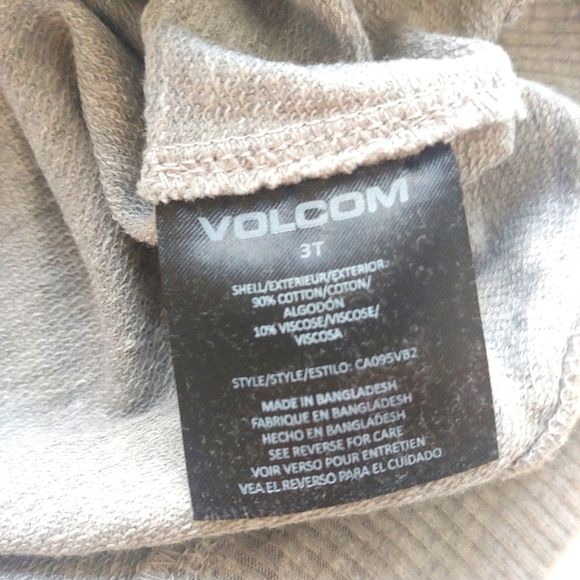 VOLCOM
3T
SHELL/EXTERIEUR/EXTERIOR:
90% COTTON/COTON/
ALGODÓN
10% VISCOSE/VISCOSE/
VISCOSA
STYLE/STYLE/ESTILO: CA095VB2
MADE IN BANGLADESH
FABRIQUE EN BANGLADESH
HECHO EN BANGLADESH
SEE REVERSE FOR CARE
VOIR VERSO POUR ENTRETIEN
VEA EL REVERSO PARA EL CUIDADO